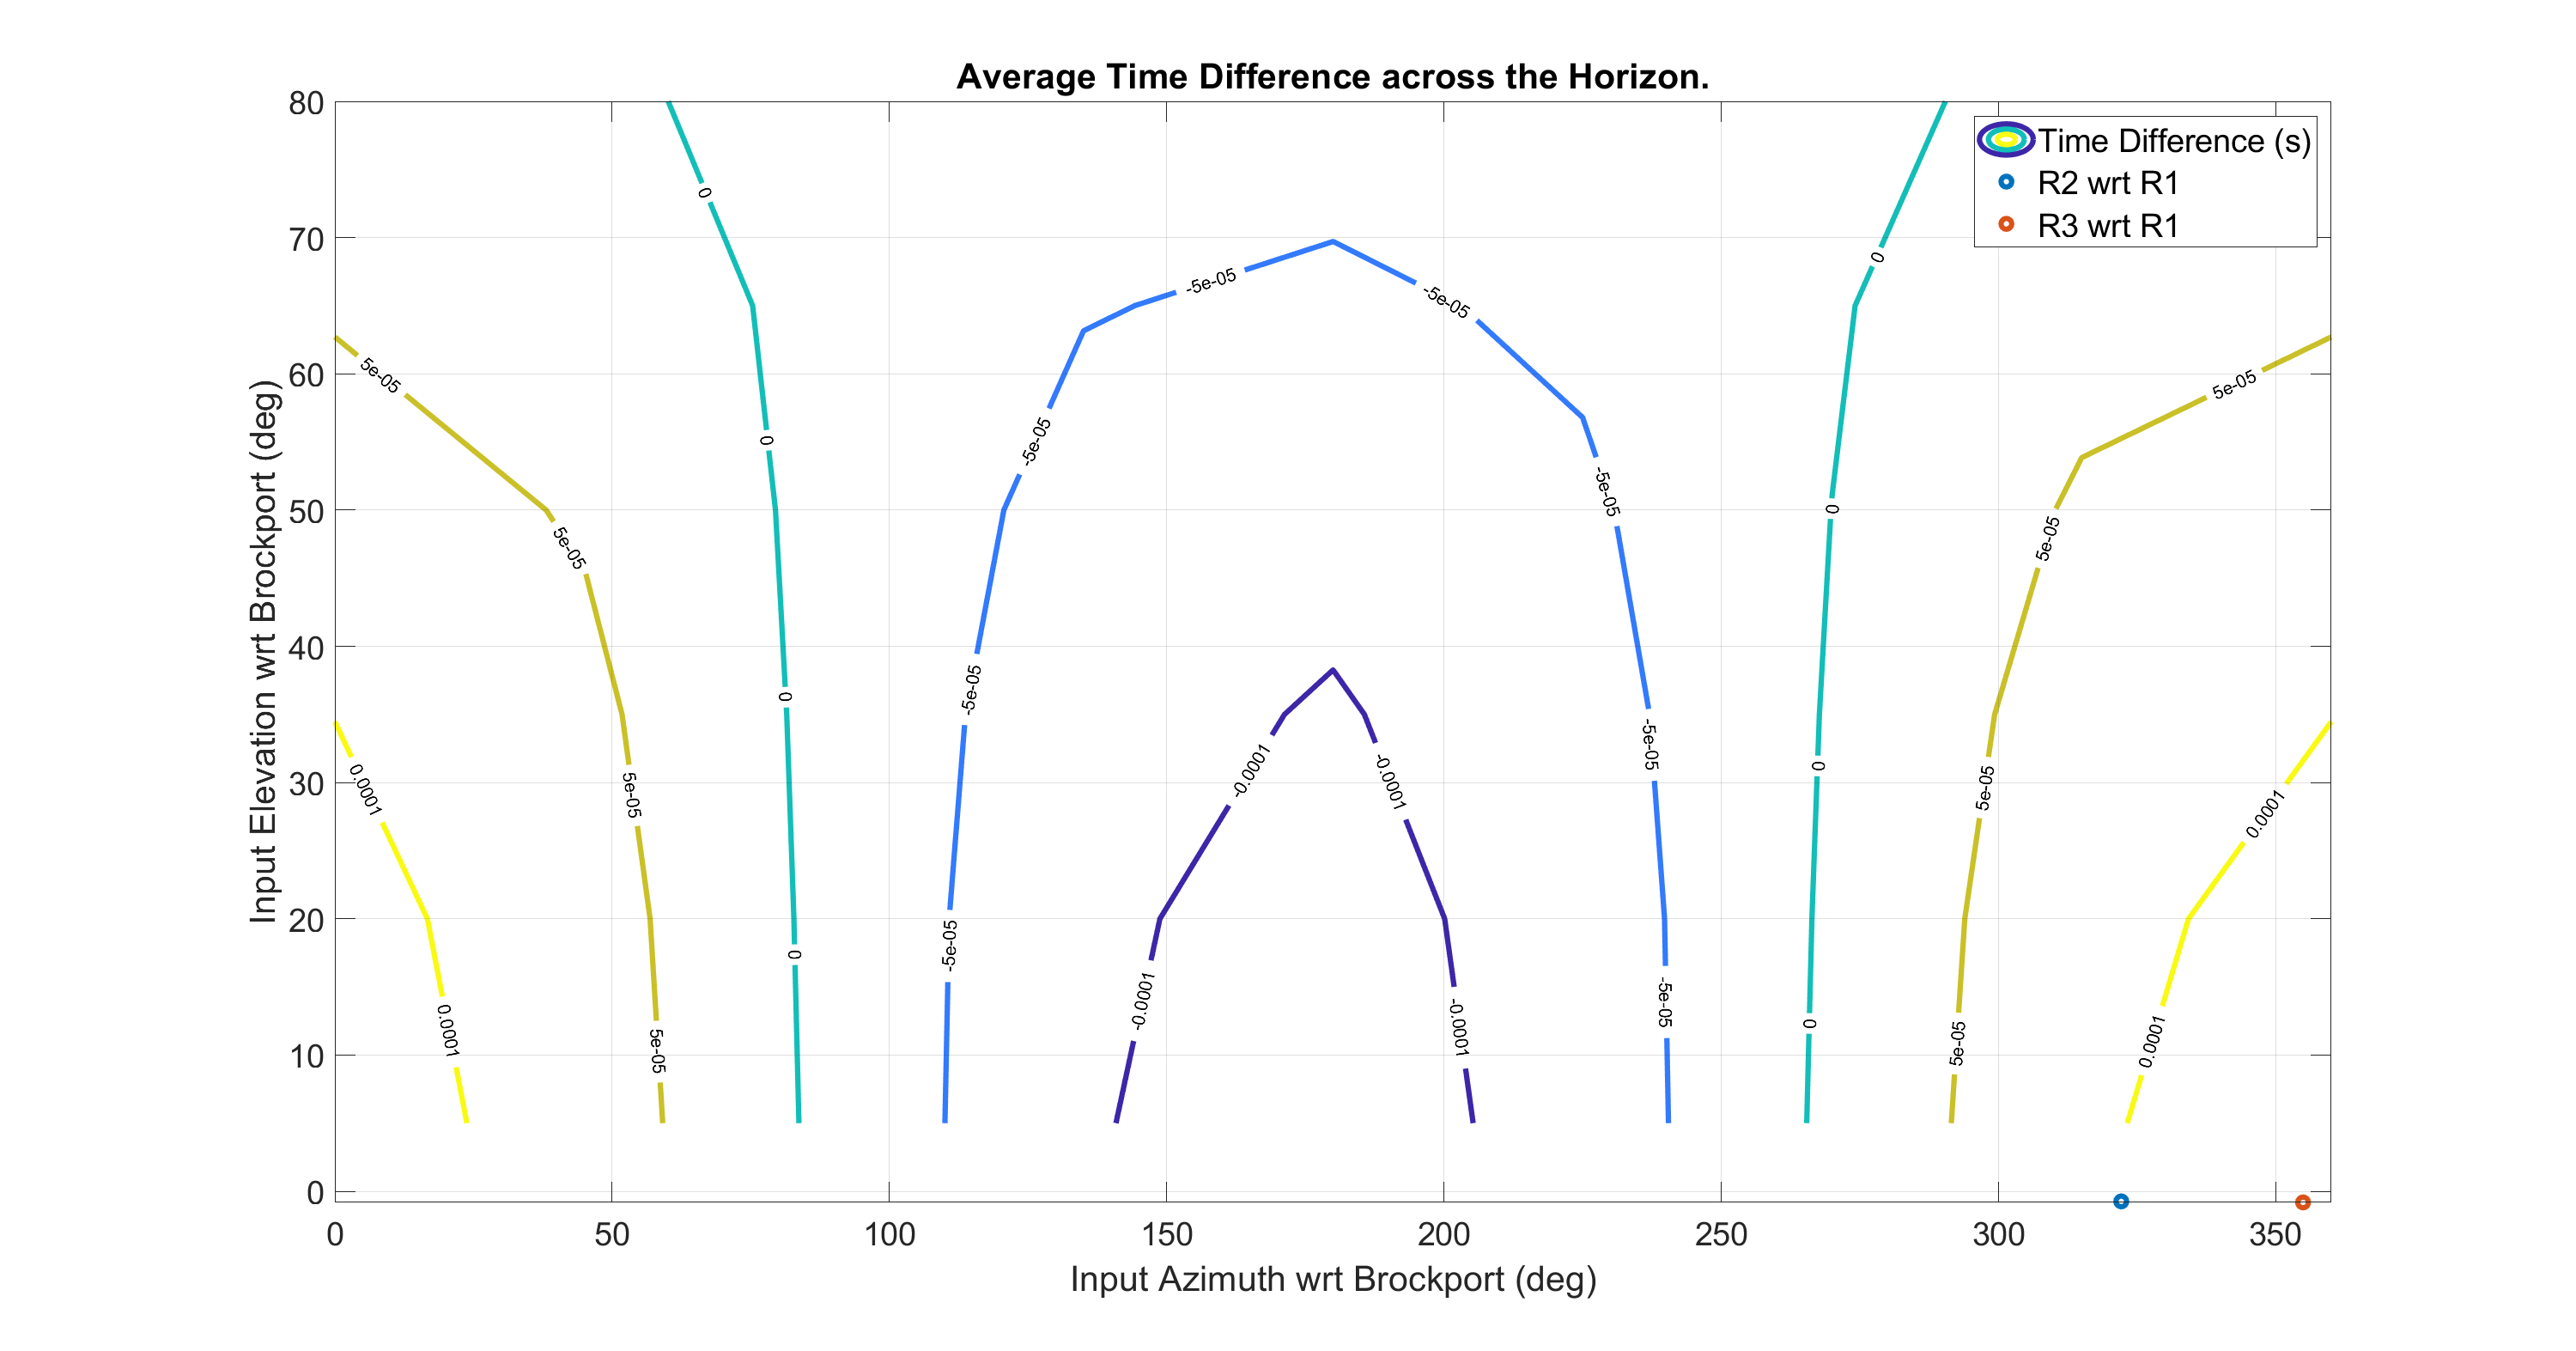 Average Time Difference across the Horizon.
Time Difference (s)
R2 wrt R1
R3 wrt R1
Input Elevation wrt Brockport (deg)
80
70
60
50
40
30
20
10
0
0
0
0
0
0
0
0
0
-5e-05
-5e-05
-5e-05
-5e-05
-5e-05
-5e-05
-5e-05
-5e-05
5e-05
5e-05
5e-05
5e-05
5e-05
5e-05
5e-05
5e-05
0.0001
0.0001
0.0001
0.0001
-0.0001
-0.0001
-0.0001
-0.0001
0 50 100 150 200 250 300 350
Input Azimuth wrt Brockport (deg)